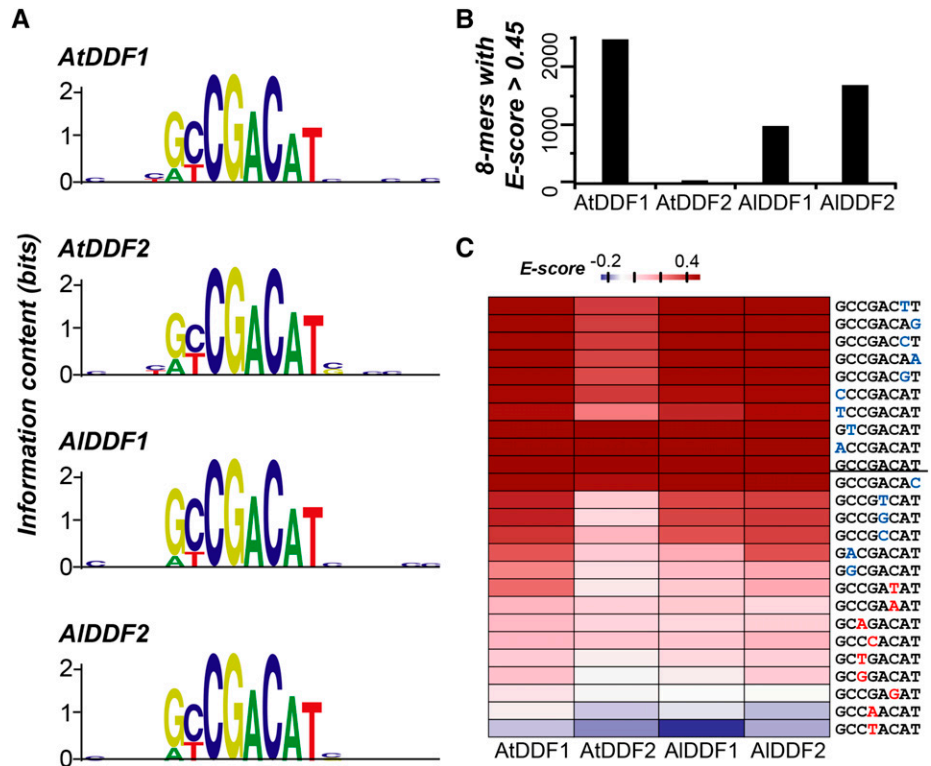 A
AtDDF1
2
1
0
AtDDF2
2
1
0
AlDDF1
2
1
0
AlDDF2
2
1
0
Information content (bits)
B
8-mers with
E-score > 0.45
2000
1000
0
AtDDF1 AtDDF2 AlDDF1 AlDDF2
C
E-score -0.2 0.4
GCCGACTT
GCCGACAG
GCCGACCT
GCCGACAA
GCCGACGT
CCCGACAT
TCCGACAT
GTCGACAT
ACCGACAT
GCCGACAT
GCCGACAC
GCCGTCAT
GCCGGCAT
GCCGCCAT
GACGACAT
GGCGACAT
GCCGATAT
GCCGAAAT
GCAGACAT
GCCCACAT
GCTGACAT
GCGGACAT
GCCGAGAT
GCCAACAT
GCCTACAT
AtDDF1 AtDDF2 AlDDF1 AlDDF2